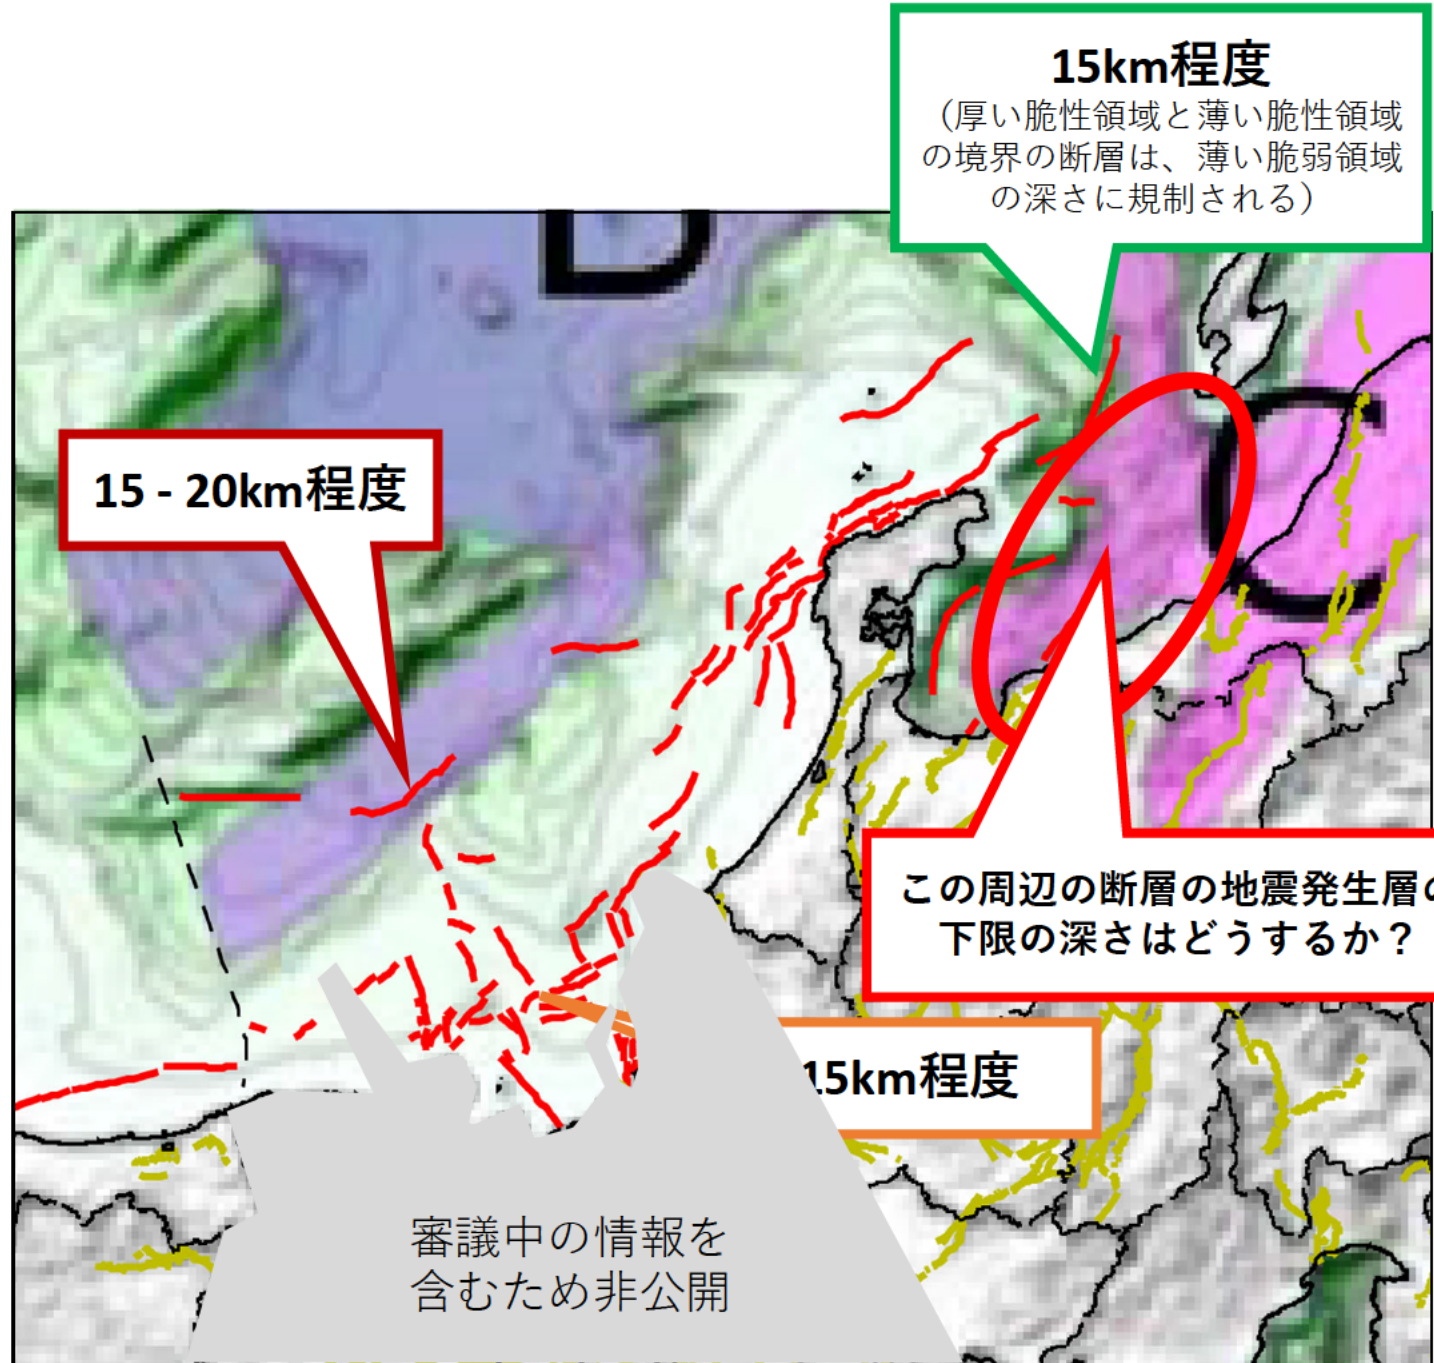 15km程度
（厚い脆性領域と薄い脆性領域
の境界の断層は、薄い脆弱領域
の深さに規制される）
D
15 - 20km程度
C
この周辺の断層の地震発生層の
下限の深さはどうするか？
15km程度
審議中の情報を
含むため非公開